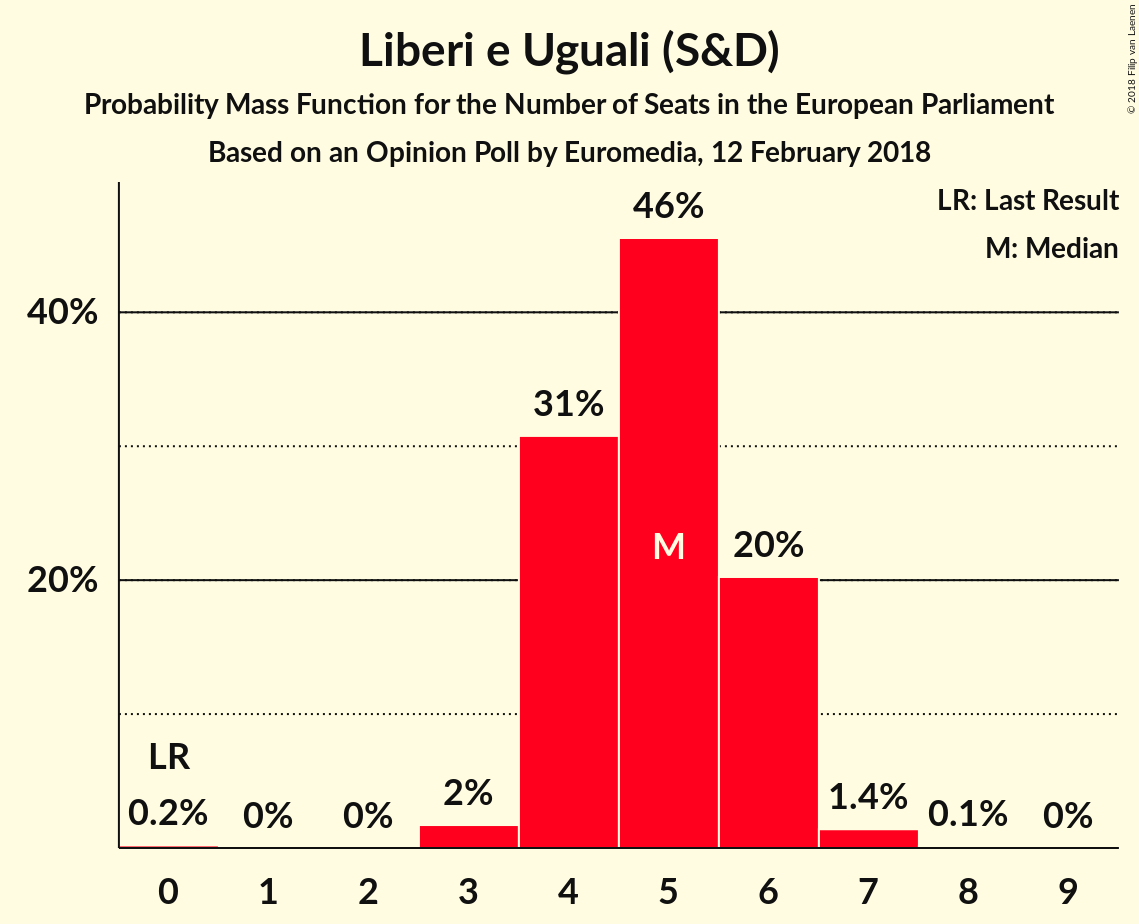 Liberi e Uguali (S&D)
Probability Mass Function for the Number of Seats in the European Parliament
Based on an Opinion Poll by Euromedia, 12 February 2018
© 2018 Filip van Laenen
LR: Last Result
M: Median
46%
40%
31%
M
20%
20%
LR
0.2%
0%
0%
2%
1.4%
0.1%
0%
0 1 2 3 4 5 6 7 8 9